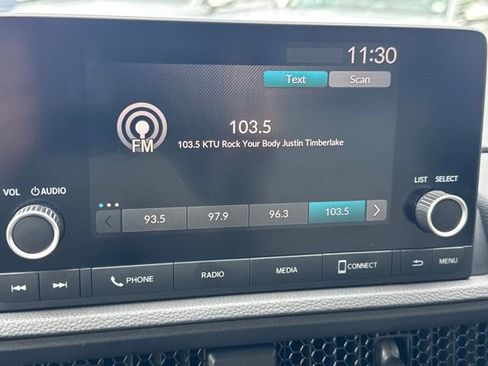 11:30
Text Scan
FM
103.5
103.5 KTU Rock Your Body Justin Timberlake
VOL AUDIO LIST SELECT
93.5 97.9 96.3 103.5
PHONE RADIO MEDIA CONNECT MENU